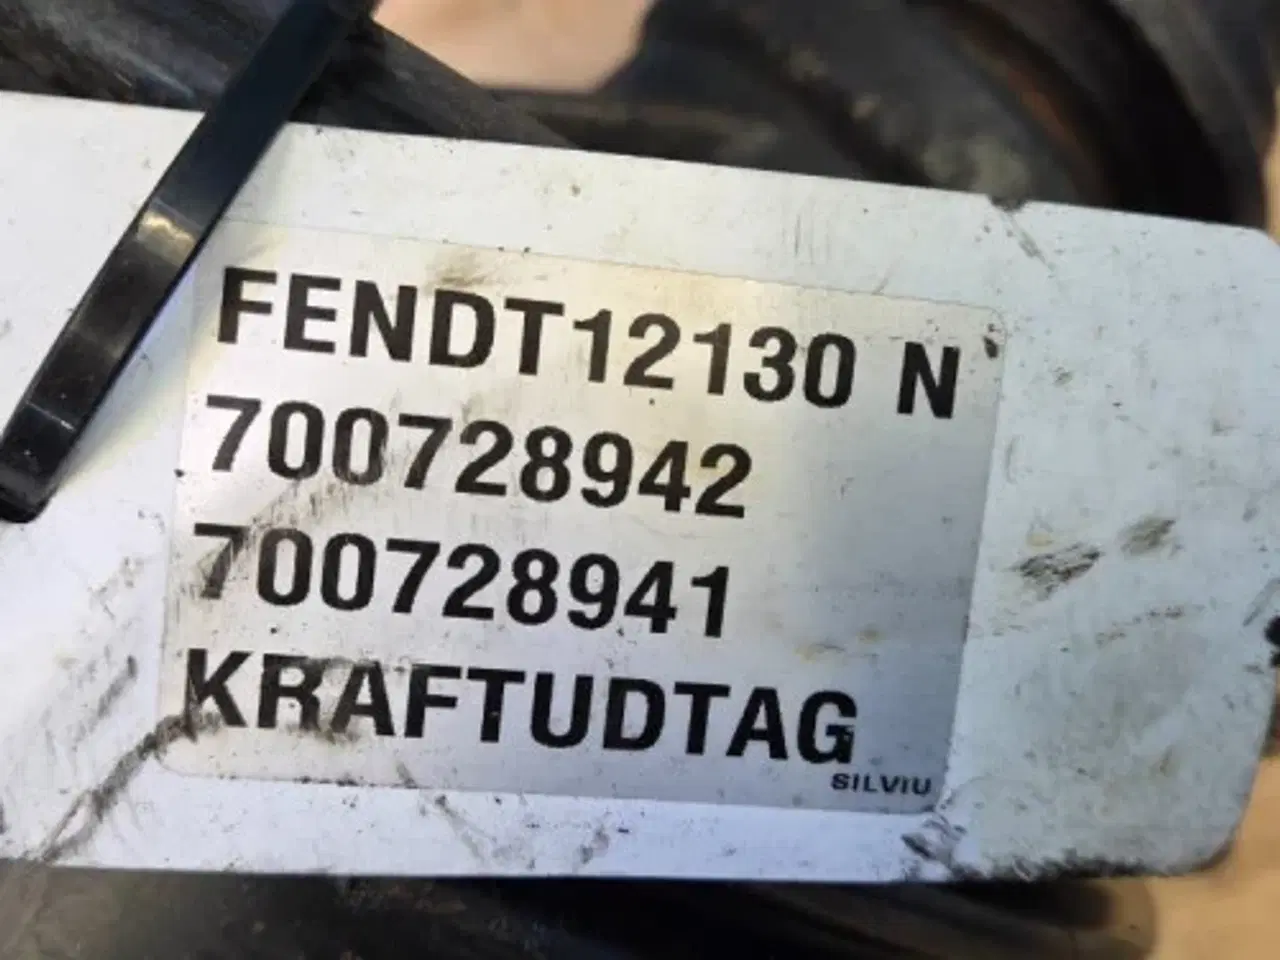 FENDT12130 N
700728942
700728941
KRAFTUDTAG
SILVIU